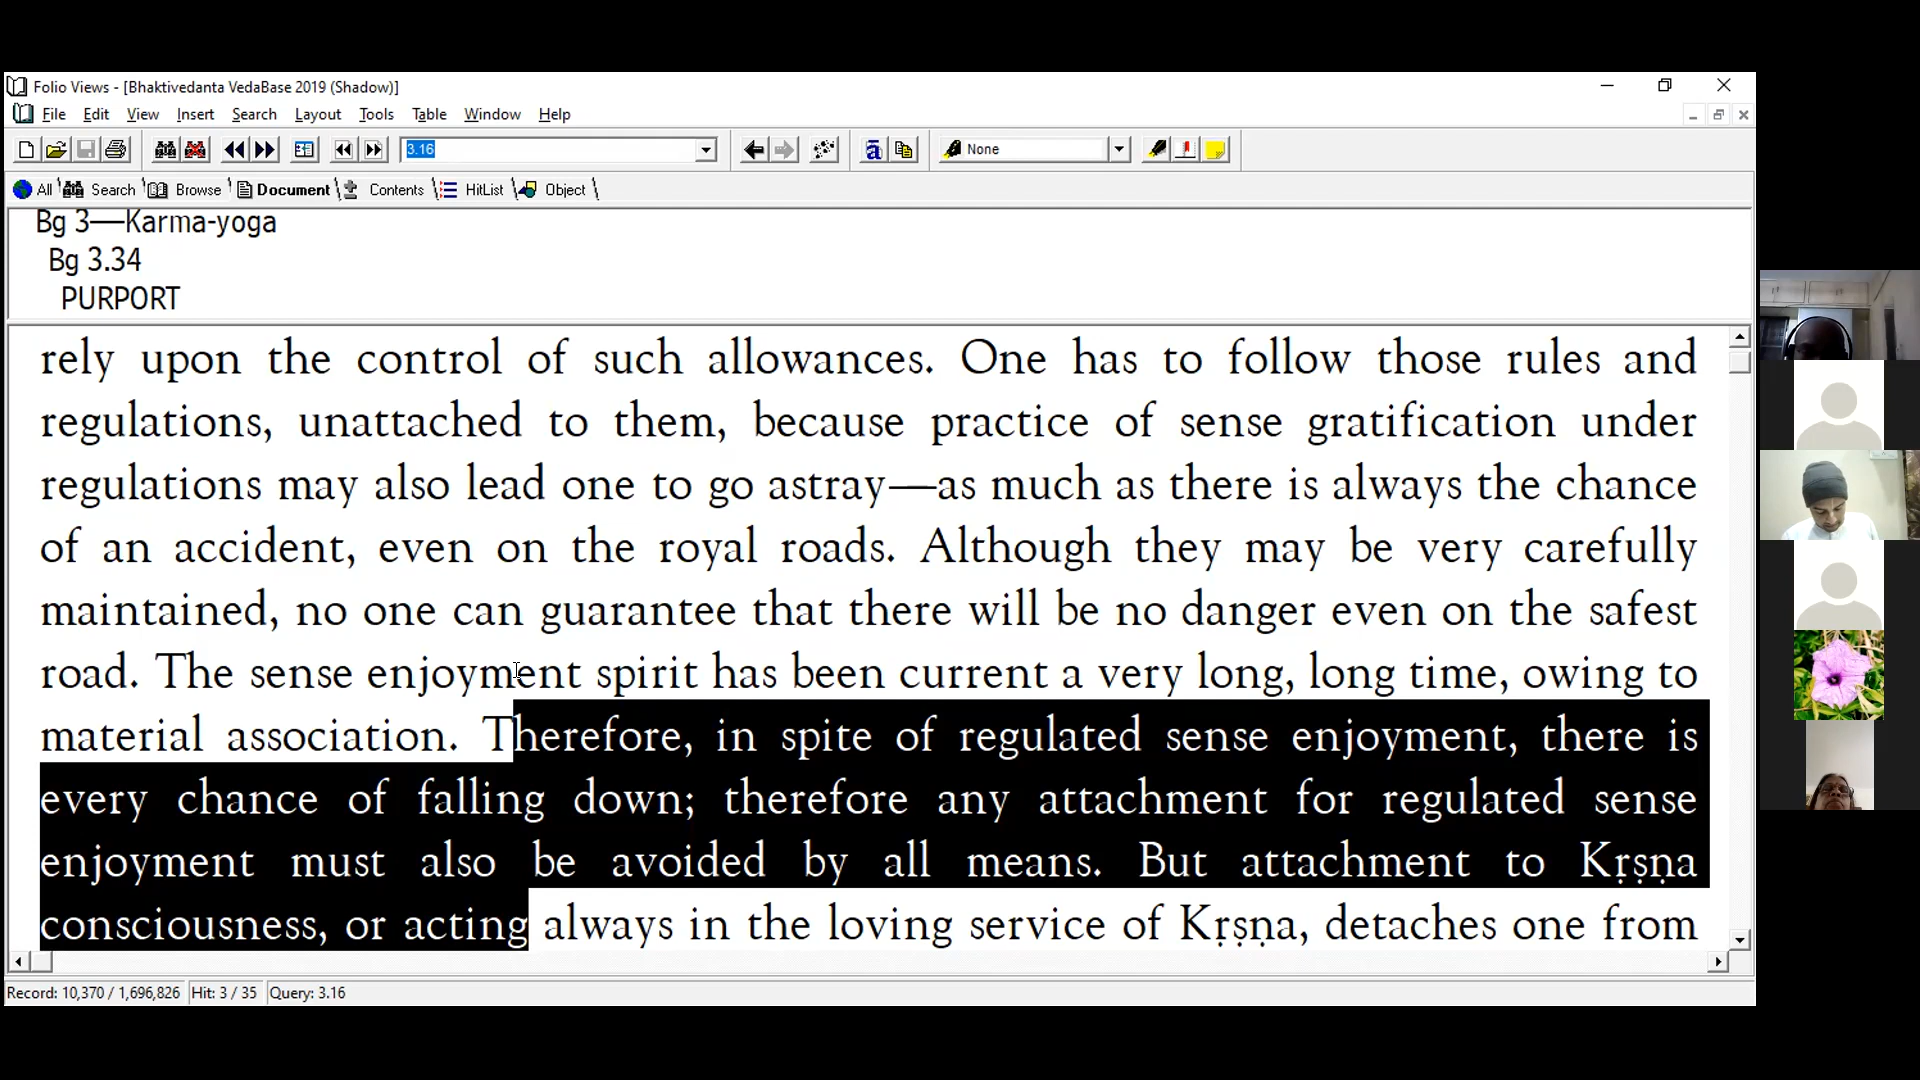 Folio Views - [Bhaktivedanta VedaBase 2019 (Shadow)]
File Edit View Insert Search Layout Tools Table Window Help
3.16 None
All Search Browse Document Contents HitList Object
Bg 3—Karma-yoga
Bg 3.34
PURPORT
rely upon the control of such allowances. One has to follow those rules and
regulations, unattached to them, because practice of sense gratification under
regulations may also lead one to go astray—as much as there is always the chance
of an accident, even on the royal roads. Although they may be very carefully
maintained, no one can guarantee that there will be no danger even on the safest
road. The sense enjoyment spirit has been current a very long, long time, owing to
material association. Therefore, in spite of regulated sense enjoyment, there is
every chance of falling down; therefore any attachment for regulated sense
enjoyment must also be avoided by all means. But attachment to Kṛṣṇa
consciousness, or acting always in the loving service of Kṛṣṇa, detaches one from
Record: 10,370 / 1,696,826 Hit: 3 / 35 Query: 3.16